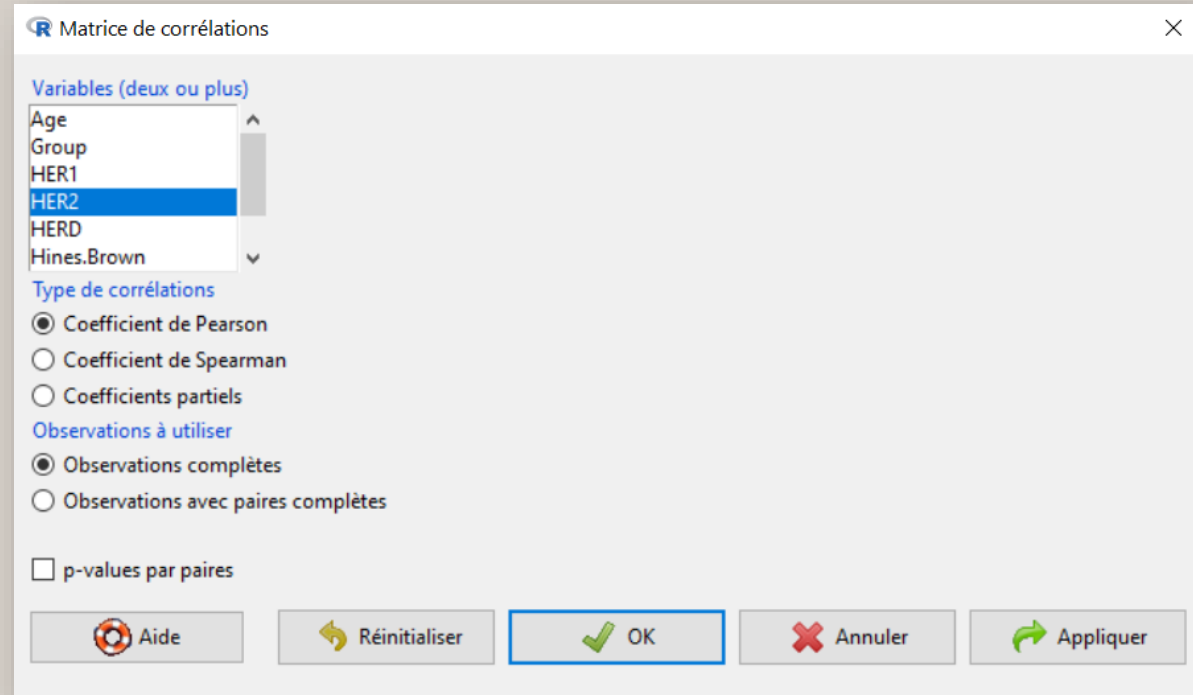 Matrice de corrélations
Variables (deux ou plus)
Age
Group
HER1
HER2
HERD
Hines.Brown
Type de corrélations
Coefficient de Pearson
Coefficient de Spearman
Coefficients partiels
Observations à utiliser
Observations complètes
Observations avec paires complètes
p-values par paires
Aide Réinitialiser OK Annuler Appliquer